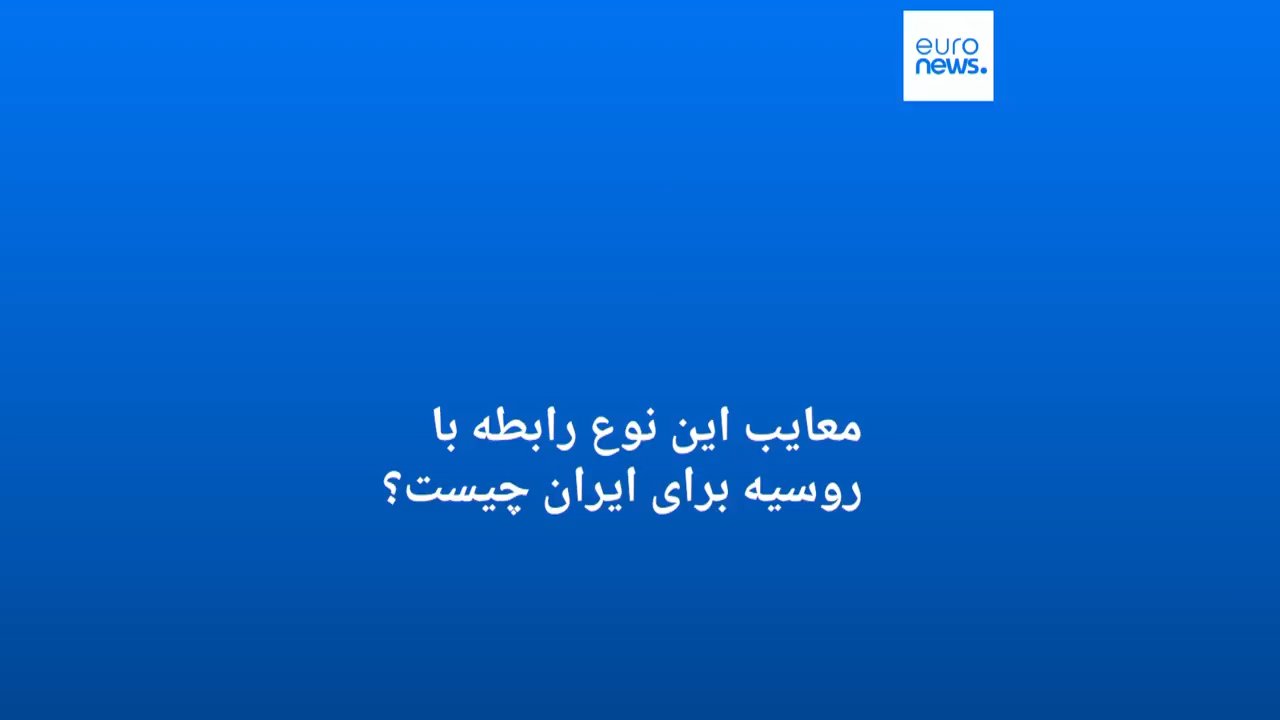 euro
news.
معایب این نوع رابطه با
روسیه برای ایران چیست؟